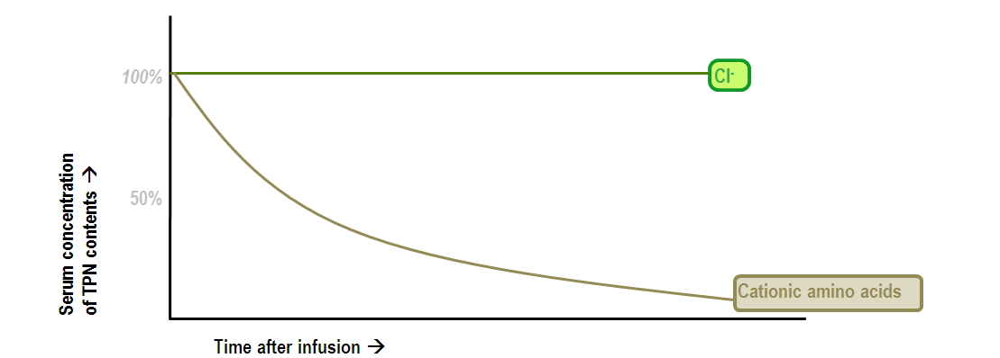 100%
Cl-
50%
Serum concentration
of TPN contents →
Cationic amino acids
Time after infusion →